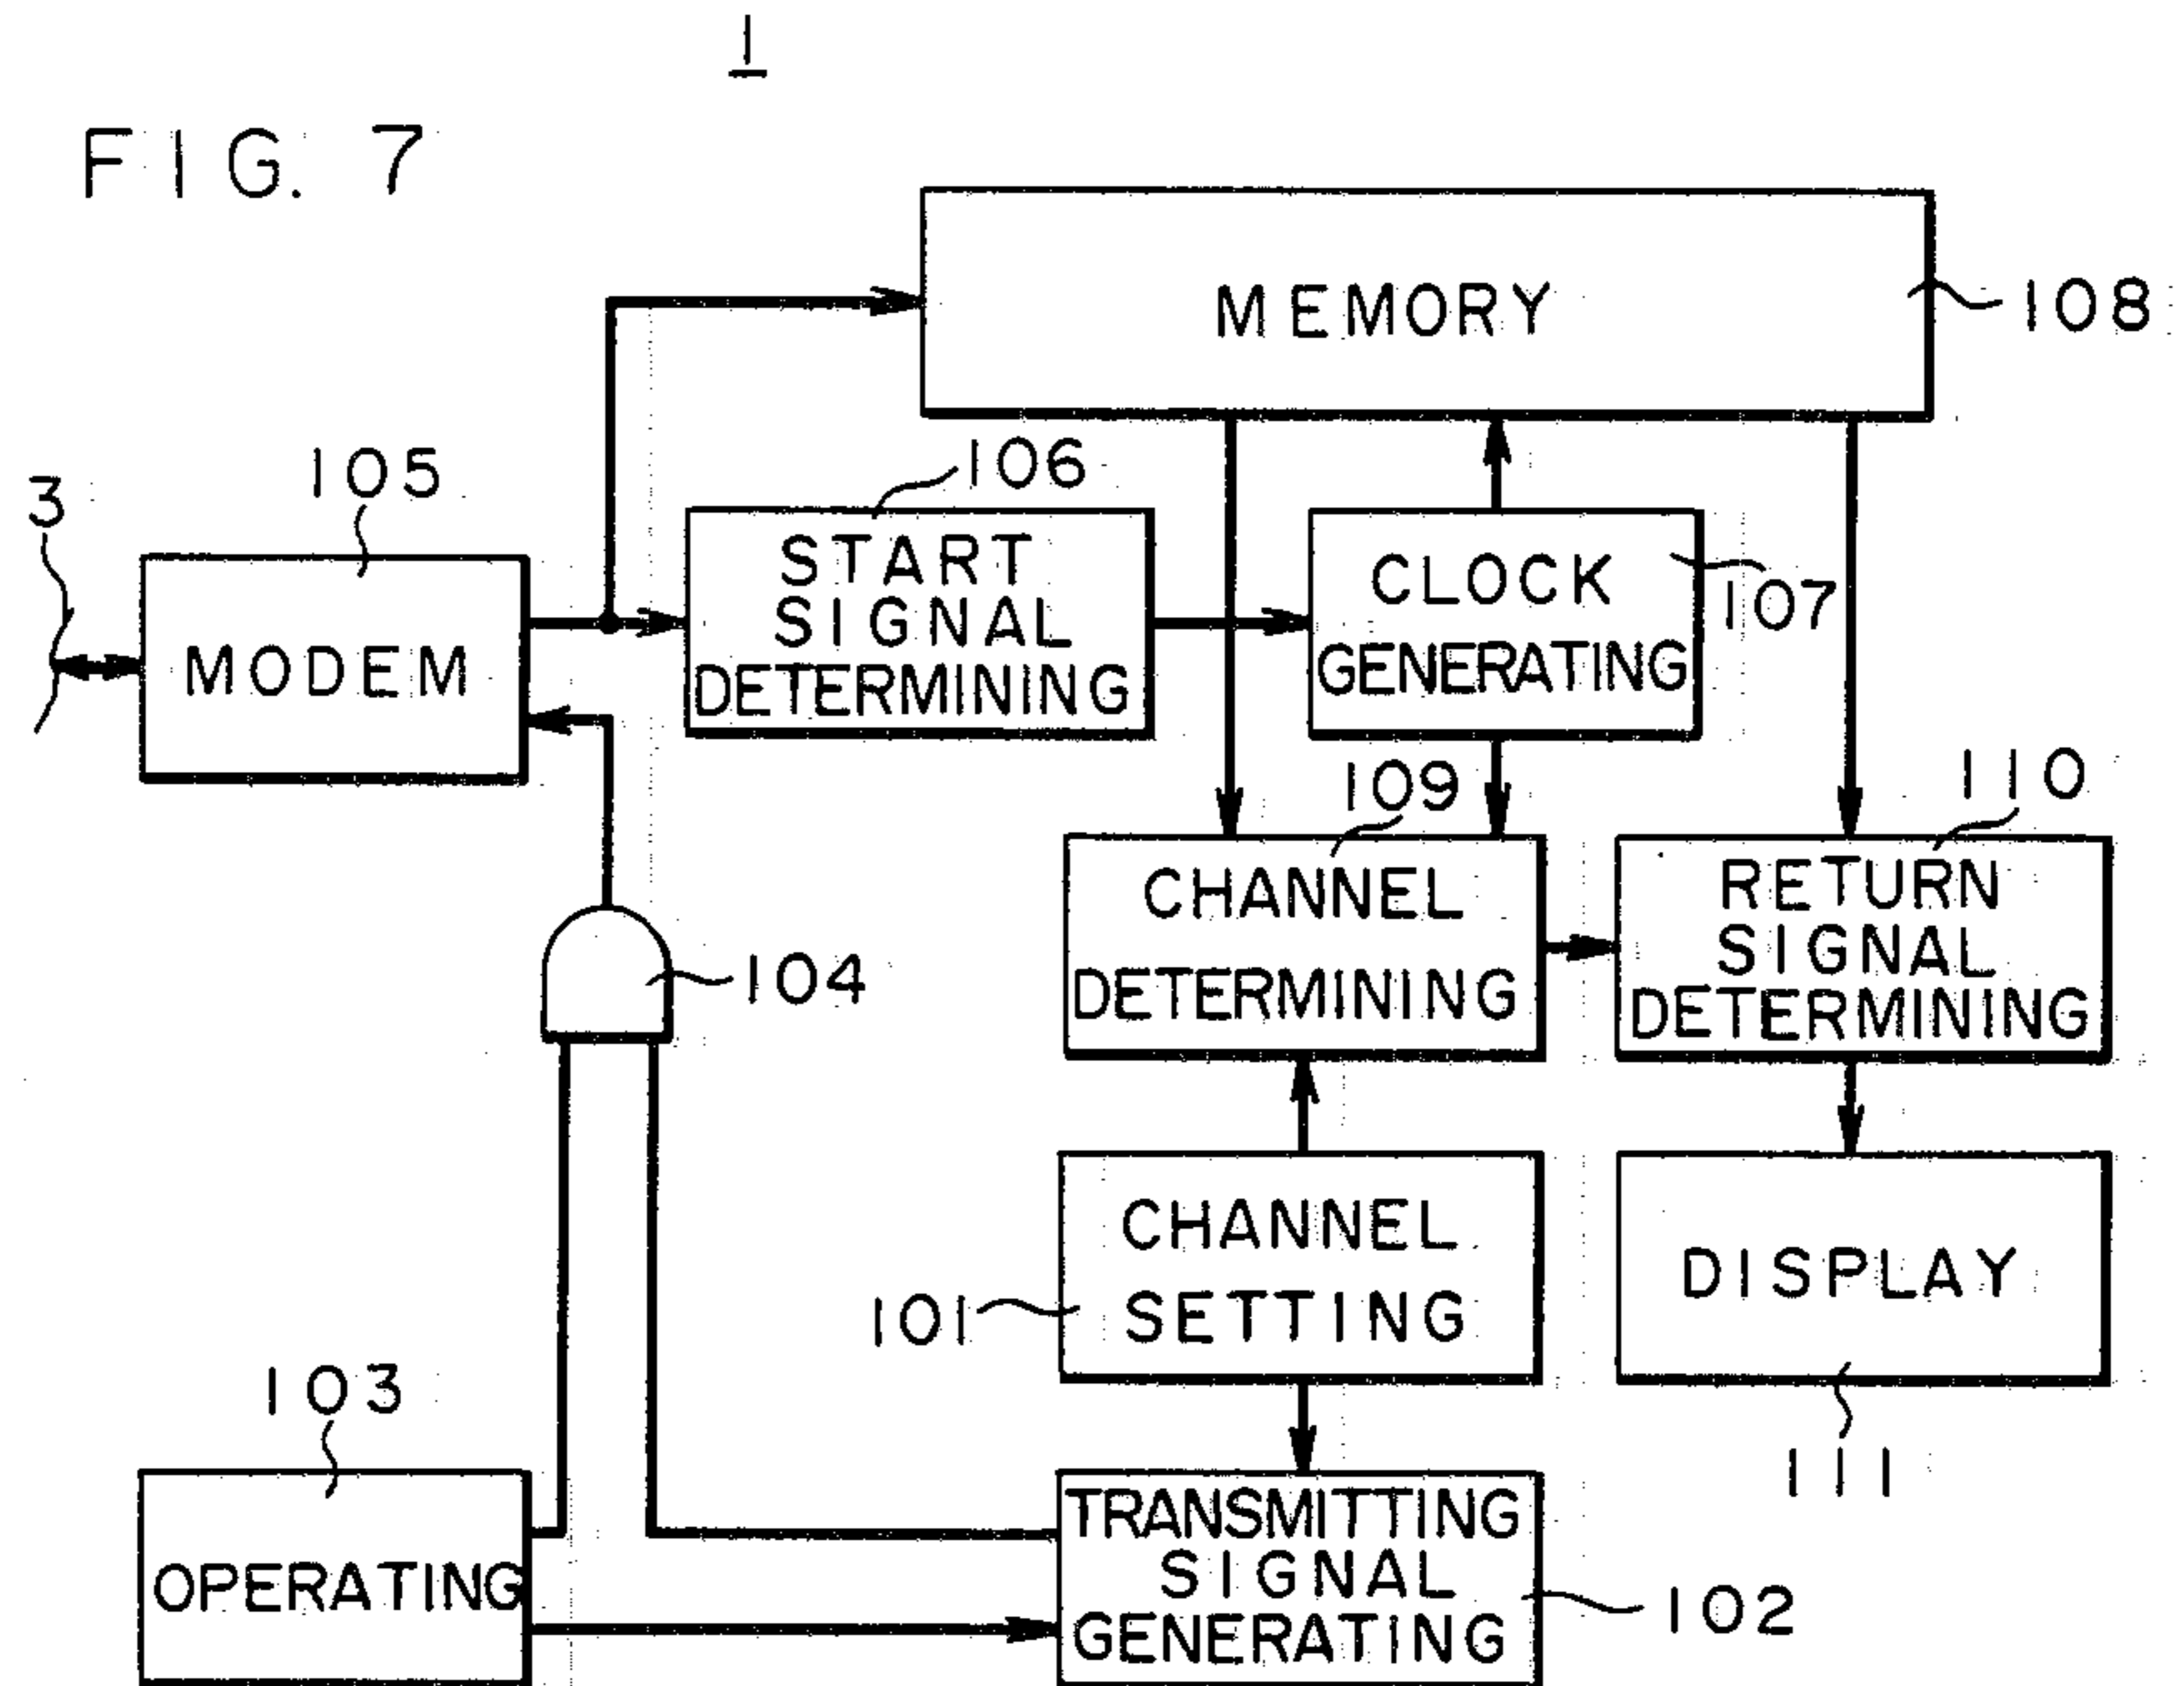 1
FIG. 7
MEMORY
108
105
106
3
START
SIGNAL
DETERMINING
CLOCK
GENERATING
107
MODEM
109
110
CHANNEL
DETERMINING
RETURN
SIGNAL
DETERMINING
104
CHANNEL
SETTING
101
DISPLAY
103
111
OPERATING
TRANSMITTING
SIGNAL
GENERATING
102